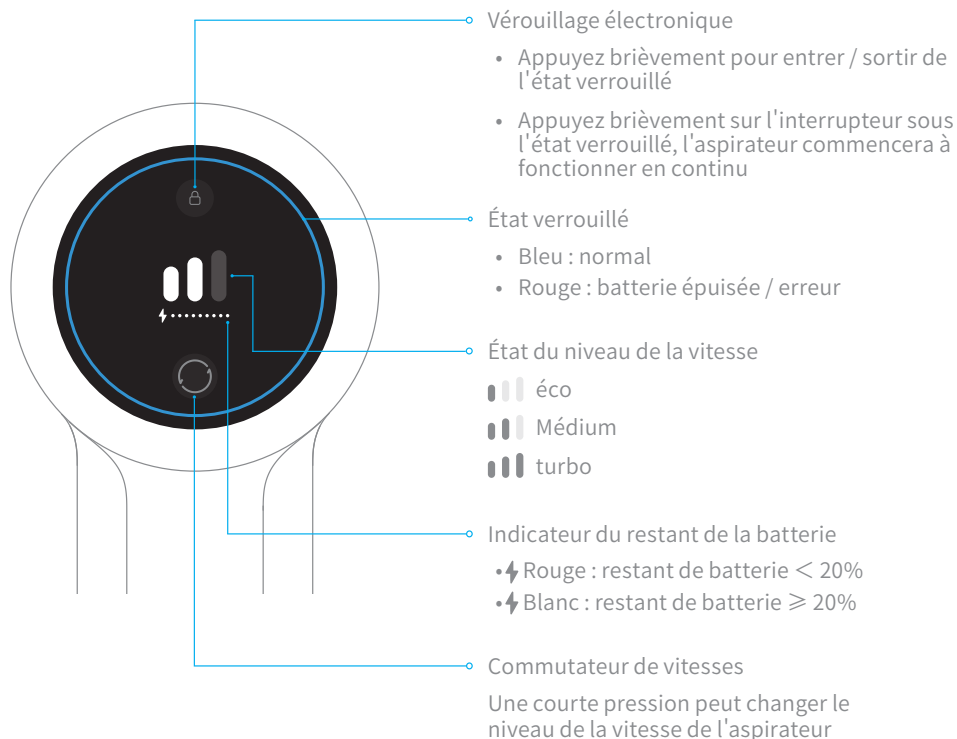 Vérouillage électronique
• Appuyez brièvement pour entrer / sortir de
l'état verrouillé
• Appuyez brièvement sur l'interrupteur sous
l'état verrouillé, l'aspirateur commencera à
fonctionner en continu
État verrouillé
• Bleu : normal
• Rouge : batterie épuisée / erreur
État du niveau de la vitesse
éco
Médium
turbo
Indicateur du restant de la batterie
• Rouge : restant de batterie < 20%
• Blanc : restant de batterie ⩾ 20%
Commutateur de vitesses
Une courte pression peut changer le
niveau de la vitesse de l'aspirateur